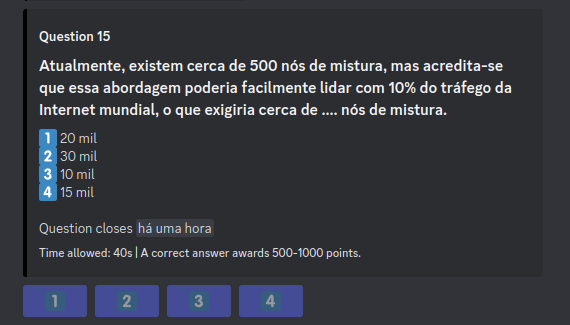 Question 15
Atualmente, existem cerca de 500 nós de mistura, mas acredita-se
que essa abordagem poderia facilmente lidar com 10% do tráfego da
Internet mundial, o que exigiria cerca de .... nós de mistura.
1 20 mil
2 30 mil
3 10 mil
4 15 mil
Question closes há uma hora
Time allowed: 40s | A correct answer awards 500-1000 points.
1 2 3 4